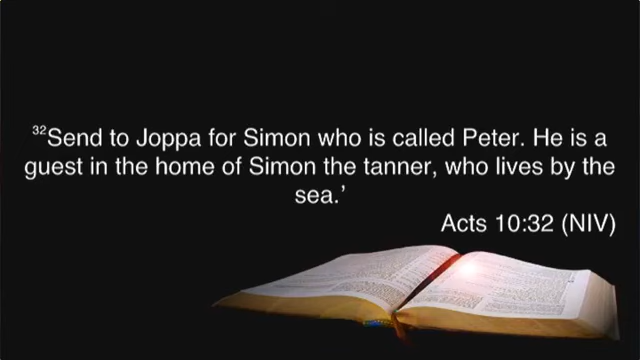 ³²Send to Joppa for Simon who is called Peter. He is a
guest in the home of Simon the tanner, who lives by the
sea.’
Acts 10:32 (NIV)